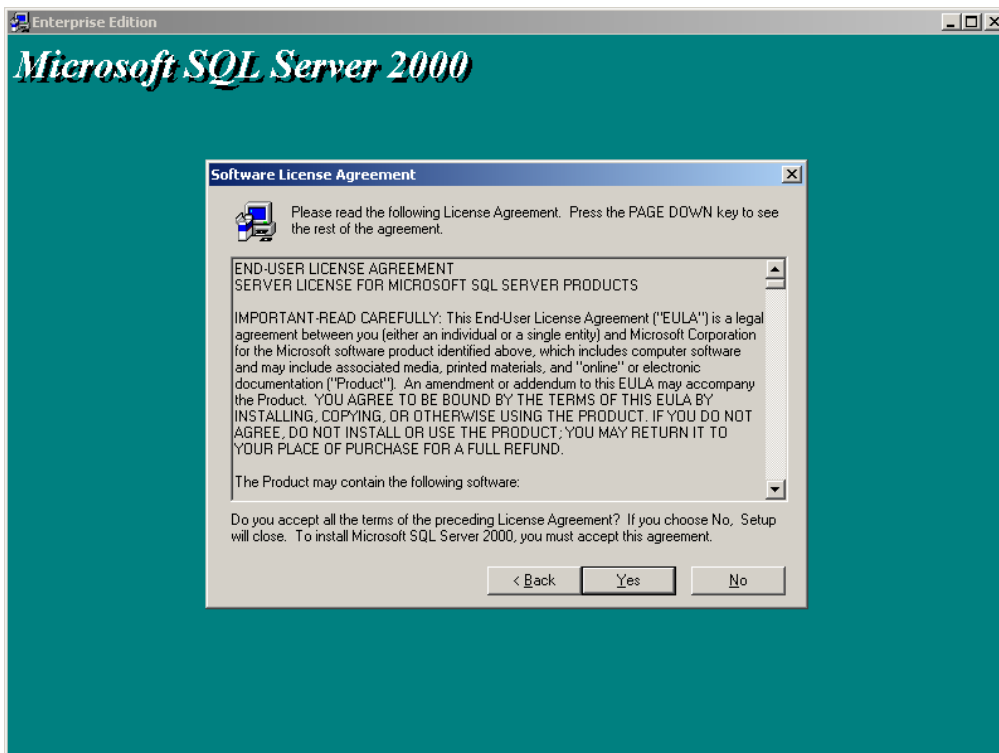 Enterprise Edition
Microsoft SQL Server 2000
Software License Agreement
Please read the following License Agreement. Press the PAGE DOWN key to see
the rest of the agreement.
END-USER LICENSE AGREEMENT
SERVER LICENSE FOR MICROSOFT SQL SERVER PRODUCTS
IMPORTANT-READ CAREFULLY: This End-User License Agreement ("EULA") is a legal
agreement between you (either an individual or a single entity) and Microsoft Corporation
for the Microsoft software product identified above, which includes computer software
and may include associated media, printed materials, and "online" or electronic
documentation ("Product"). An amendment or addendum to this EULA may accompany
the Product. YOU AGREE TO BE BOUND BY THE TERMS OF THIS EULA BY
INSTALLING, COPYING, OR OTHERWISE USING THE PRODUCT. IF YOU DO NOT
AGREE, DO NOT INSTALL OR USE THE PRODUCT; YOU MAY RETURN IT TO
YOUR PLACE OF PURCHASE FOR A FULL REFUND.
The Product may contain the following software:
Do you accept all the terms of the preceding License Agreement? If you choose No, Setup
will close. To install Microsoft SQL Server 2000, you must accept this agreement.
< Back Yes No